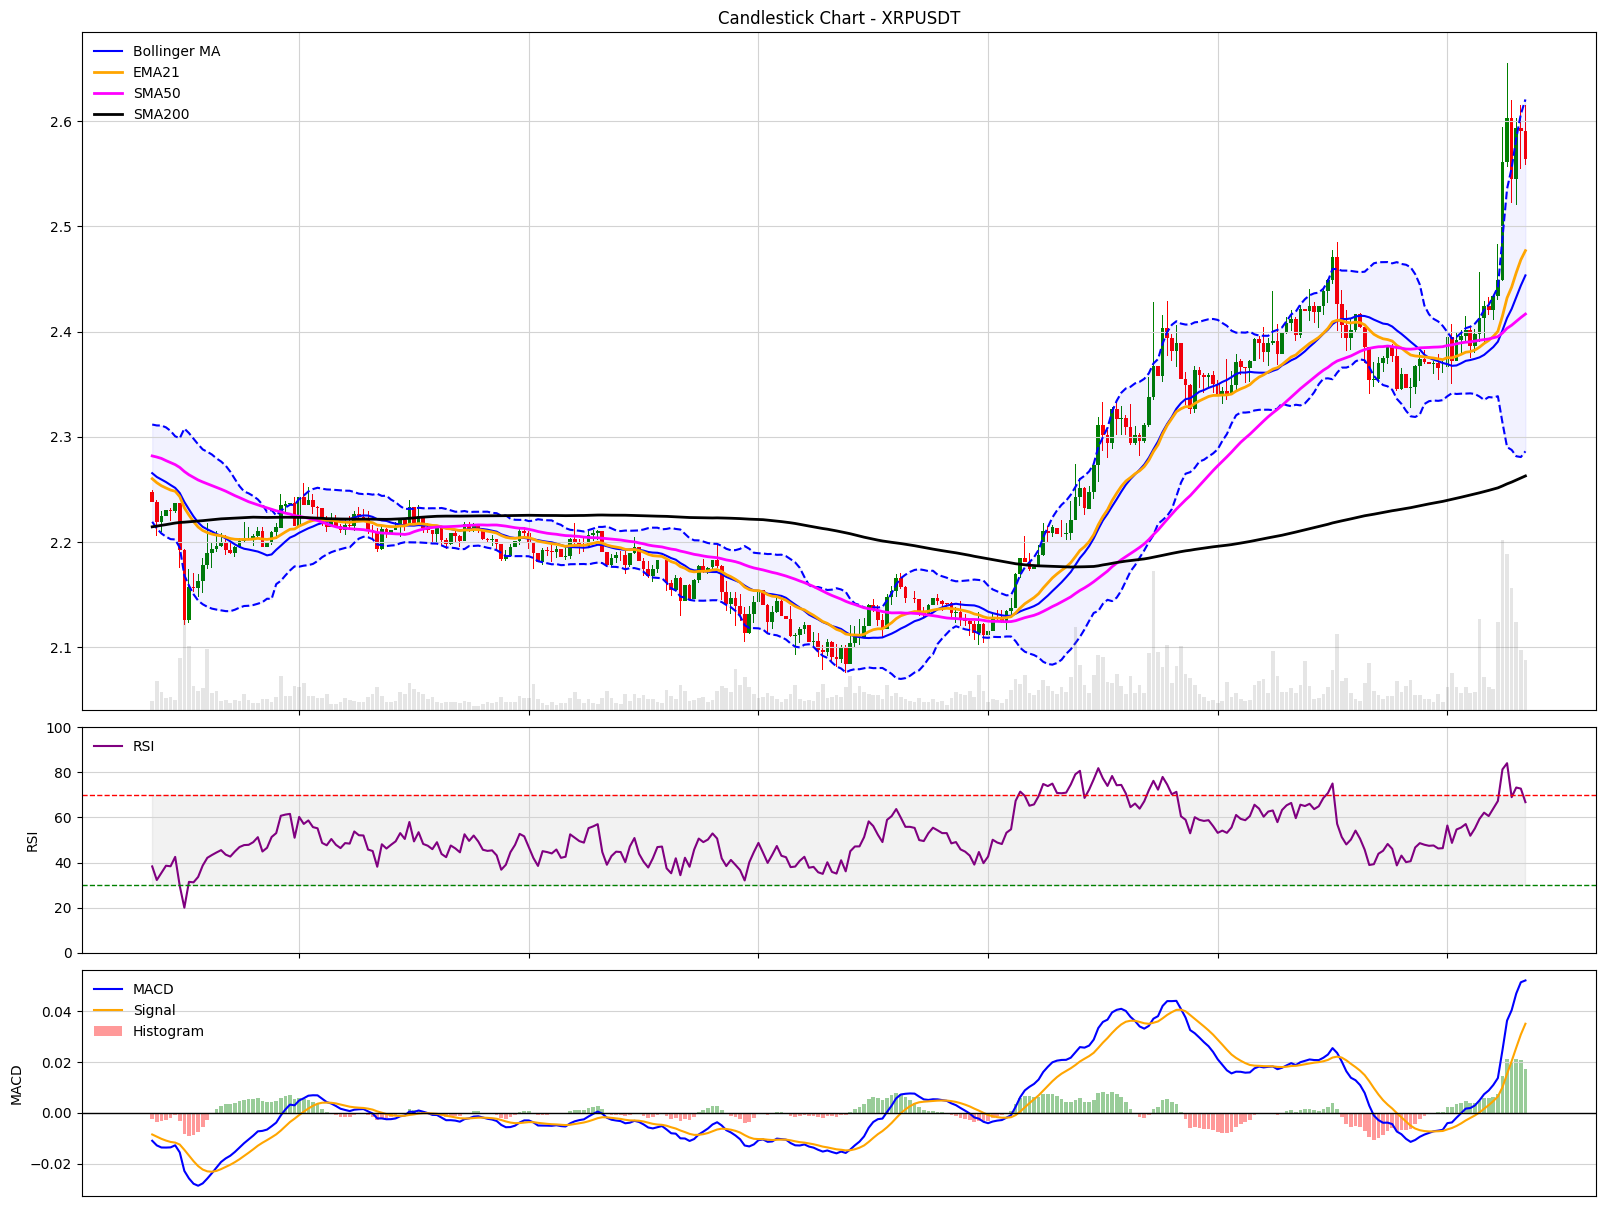 Candlestick Chart - XRPUSDT
Bollinger MA
EMA21
SMA50
SMA200
2.6
2.5
2.4
2.3
2.2
2.1
RSI
100
80
60
40
20
0
RSI
MACD
Signal
Histogram
0.04
0.02
0.00
−0.02
MACD